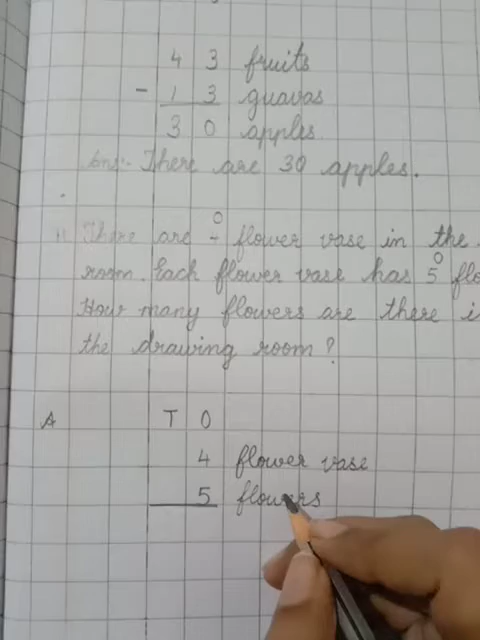 4 3 fruits
- 1 3 guavas
3 0 apples
Ans:- There are 30 apples.
O
There are flower vase in the
O
room. Each flower vase has 5 flo
How many flowers are there i
the drawing room?
A T O
4 flower vase
5 flowers